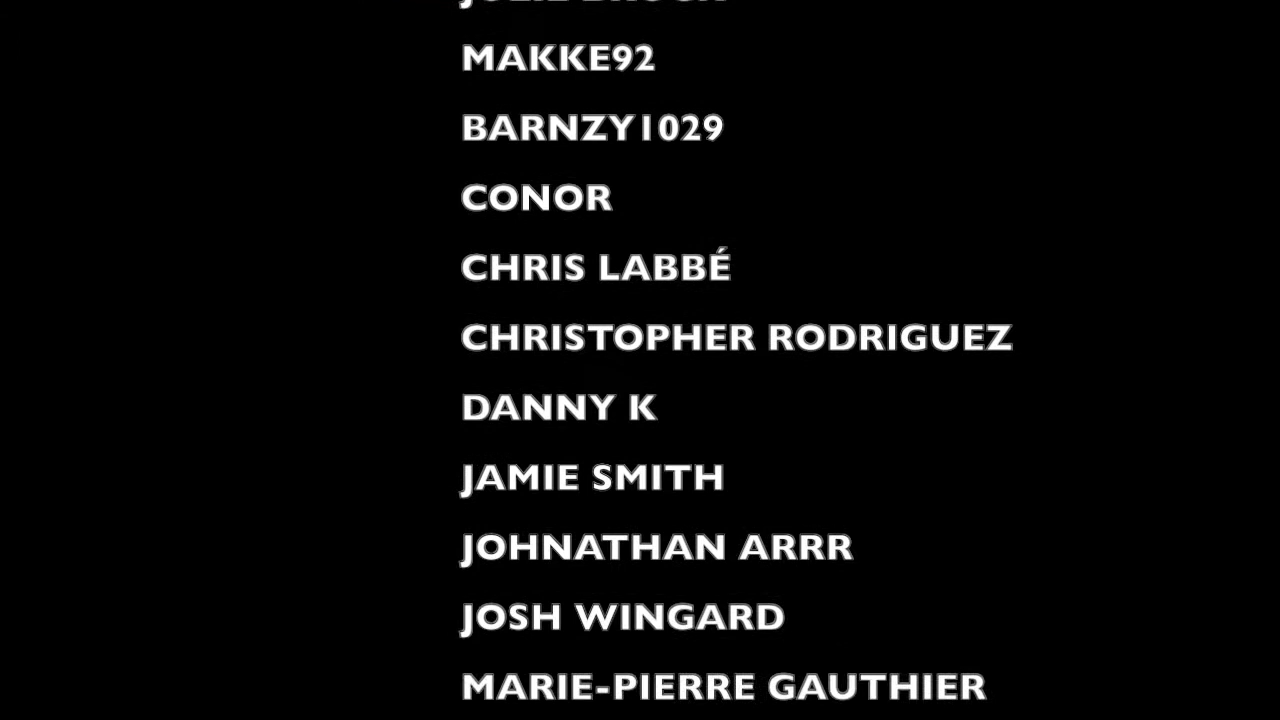 MAKKE92
BARNZY1029
CONOR
CHRIS LABBÉ
CHRISTOPHER RODRIGUEZ
DANNY K
JAMIE SMITH
JOHNATHAN ARRR
JOSH WINGARD
MARIE-PIERRE GAUTHIER